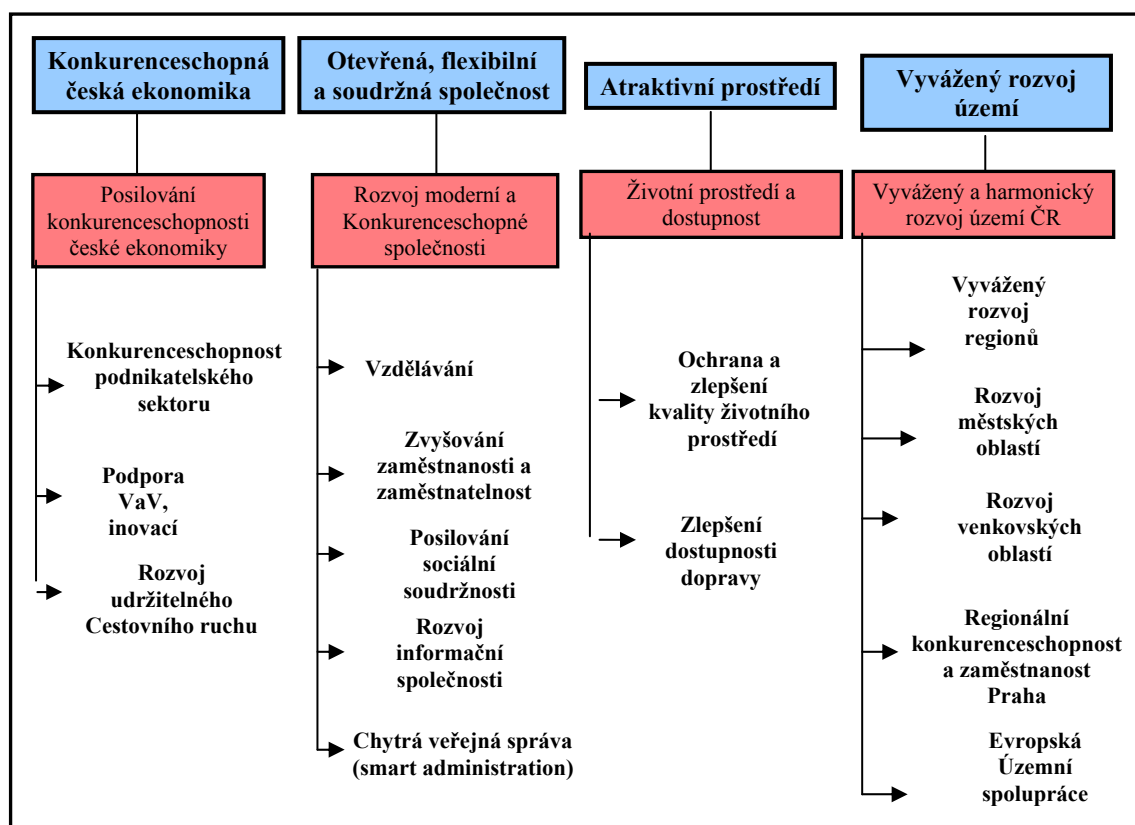 Konkurenceschopná
česká ekonomika
Posilování
konkurenceschopnosti
české ekonomiky
Konkurenceschopnost
podnikatelského
sektoru
Podpora
VaV,
inovací
Rozvoj
udržitelného
Cestovního ruchu
Otevřená, flexibilní
a soudržná společnost
Rozvoj moderní a
Konkurenceschopné
společnosti
Vzdělávání
Zvyšování
zaměstnanosti a
zaměstnatelnost
Posilování
sociální
soudržnosti
Rozvoj
informační
společnosti
Chytrá veřejná správa
(smart administration)
Atraktivní prostředí
Životní prostředí a
dostupnost
Ochrana a
zlepšení
kvality životního
prostředí
Zlepšení
dostupnosti
dopravy
Vyvážený rozvoj
území
Vyvážený a harmonický
rozvoj území ČR
Vyvážený
rozvoj
regionů
Rozvoj
městských
oblastí
Rozvoj
venkovských
oblastí
Regionální
konkurenceschopnost
a zaměstnanost
Praha
Evropská
Územní
spolupráce